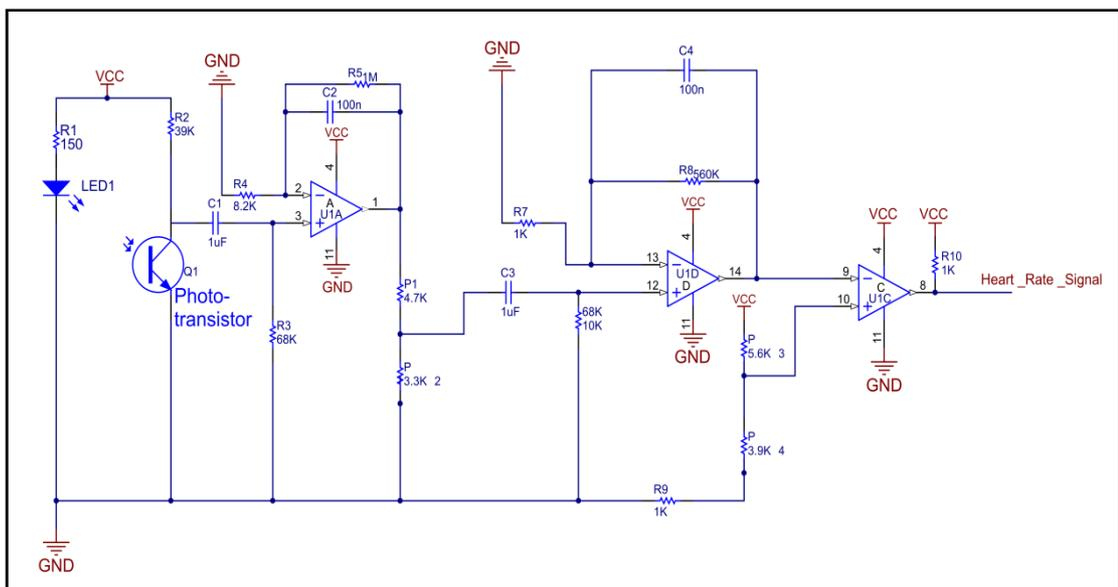 VCC
R1
150
LED1
R2
39K
Q1
Photo-
transistor
GND
GND
R4
8.2K
C1
1uF
R3
68K
R5 1M
C2
100n
VCC
4
2
3
1
A
U1A
11
GND
P1
4.7K
P
3.3K 2
C3
1uF
GND
R7
1K
C4
100n
R8 560K
VCC
4
13
12
14
U1D
D
11
GND
68K
10K
R9
1K
VCC
P
5.6K 3
P
3.9K 4
VCC
4
9
10
8
C
U1C
11
GND
VCC
R10
1K
Heart _Rate _Signal